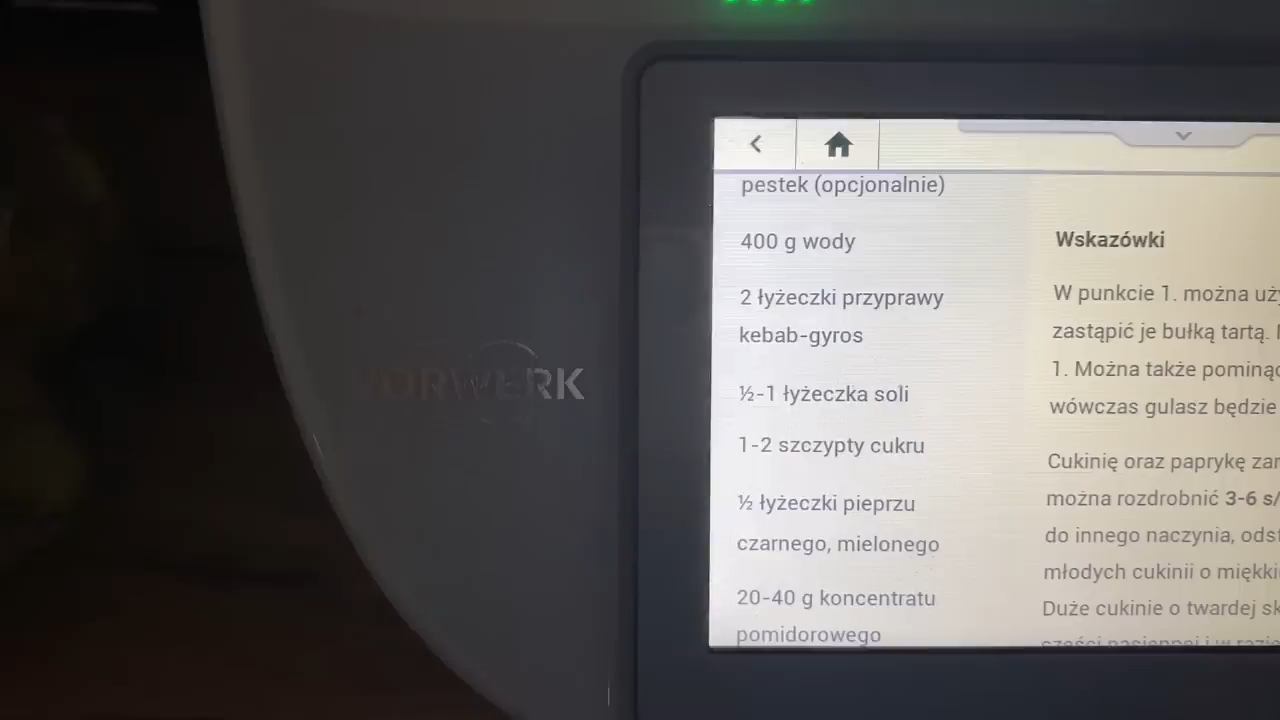 VORWERK
pestek (opcjonalnie)
400 g wody
2 łyżeczki przyprawy
kebab-gyros
½-1 łyżeczka soli
1-2 szczypty cukru
½ łyżeczki pieprzu
czarnego, mielonego
20-40 g koncentratu
pomidorowego
Wskazówki
W punkcie 1. można
zastąpić je bułką tartą.
1. Można także
wówczas gulasz będzie
Cukinię oraz paprykę
można rozdrobnić 3-6
do innego naczynia,
młodych cukinii o
Duże cukinie o twardej